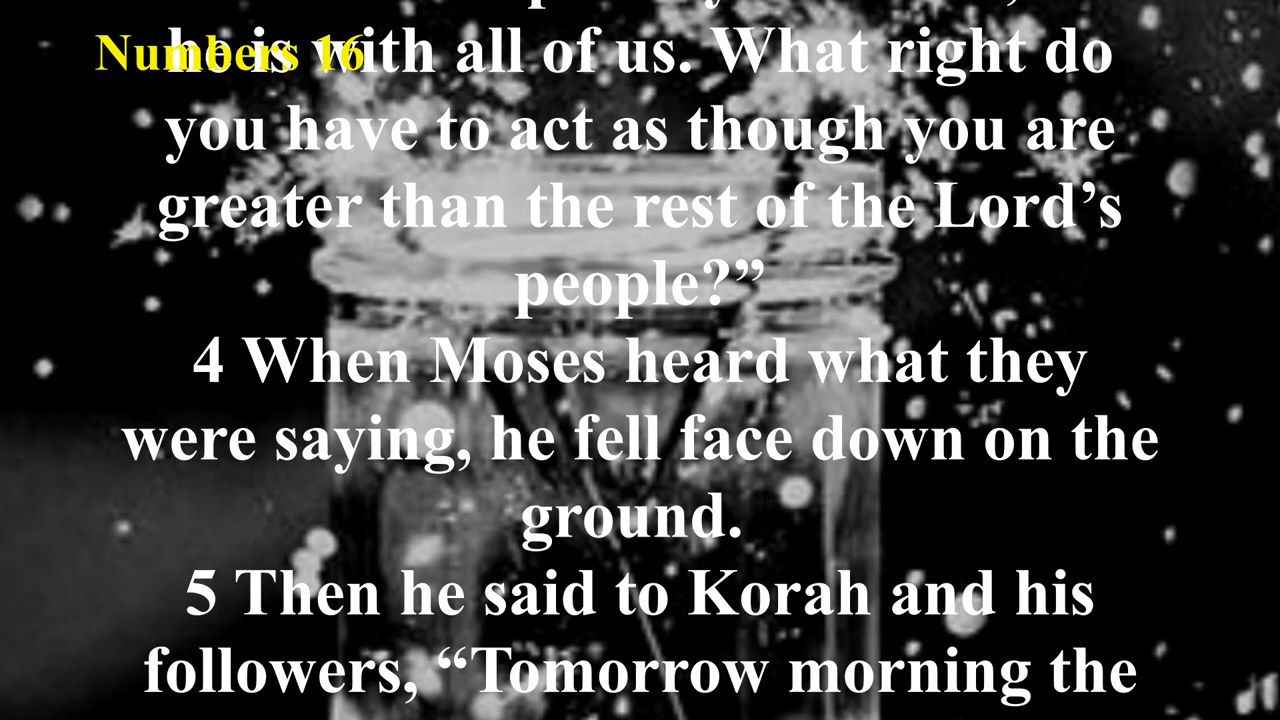 Numbers 16
he is with all of us. What right do
you have to act as though you are
greater than the rest of the Lord’s
people?”
4 When Moses heard what they
were saying, he fell face down on the
ground.
5 Then he said to Korah and his
followers, “Tomorrow morning the